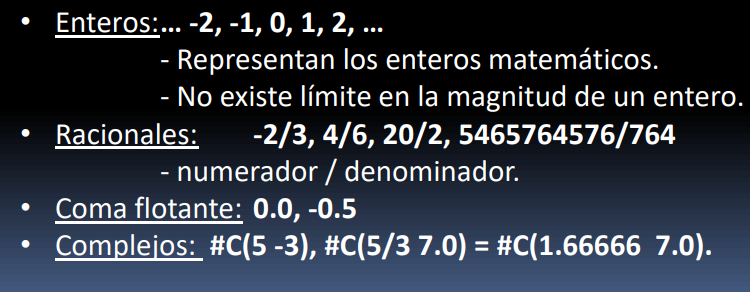 • Enteros:... -2, -1, 0, 1, 2, ...
- Representan los enteros matemáticos.
- No existe límite en la magnitud de un entero.
• Racionales: -2/3, 4/6, 20/2, 5465764576/764
- numerador / denominador.
• Coma flotante: 0.0, -0.5
• Complejos: #C(5 -3), #C(5/3 7.0) = #C(1.66666 7.0).